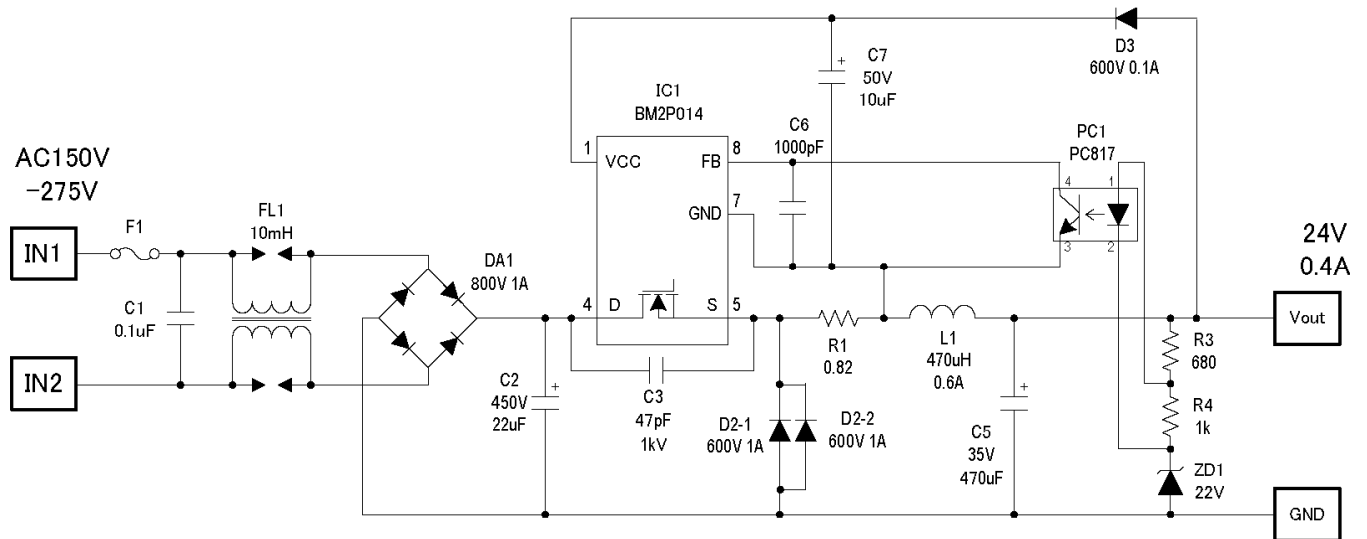 AC150V
-275V
IN1
IN2
F1
C1
0.1uF
FL1
10mH
DA1
800V 1A
C2
450V
22uF
IC1
BM2P014
1
VCC
FB
8
GND
7
4
D
S
5
C3
47pF
1kV
C6
1000pF
C7
50V
10uF
+
D3
600V 0.1A
PC1
PC817
4
1
3
2
R1
0.82
L1
470uH
0.6A
D2-1
600V 1A
D2-2
600V 1A
+
C5
35V
470uF
+
R3
680
R4
1k
ZD1
22V
24V
0.4A
Vout
GND